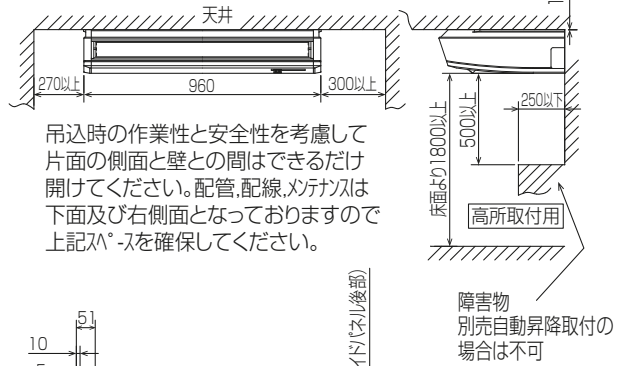 天井
270以上
960
300以上
吊込時の作業性と安全性を考慮して
片面の側面と壁との間はできるだけ
開けてください。配管,配線,ﾒﾝﾃﾅﾝｽは
下面及び右側面となっておりますので
上記ｽﾍﾟ-ｽを確保してください。
床面より1800以上
500以上
250以下
高所取付用
障害物
別売自動昇降取付の
場合は不可
51
10
イドパネル後部)